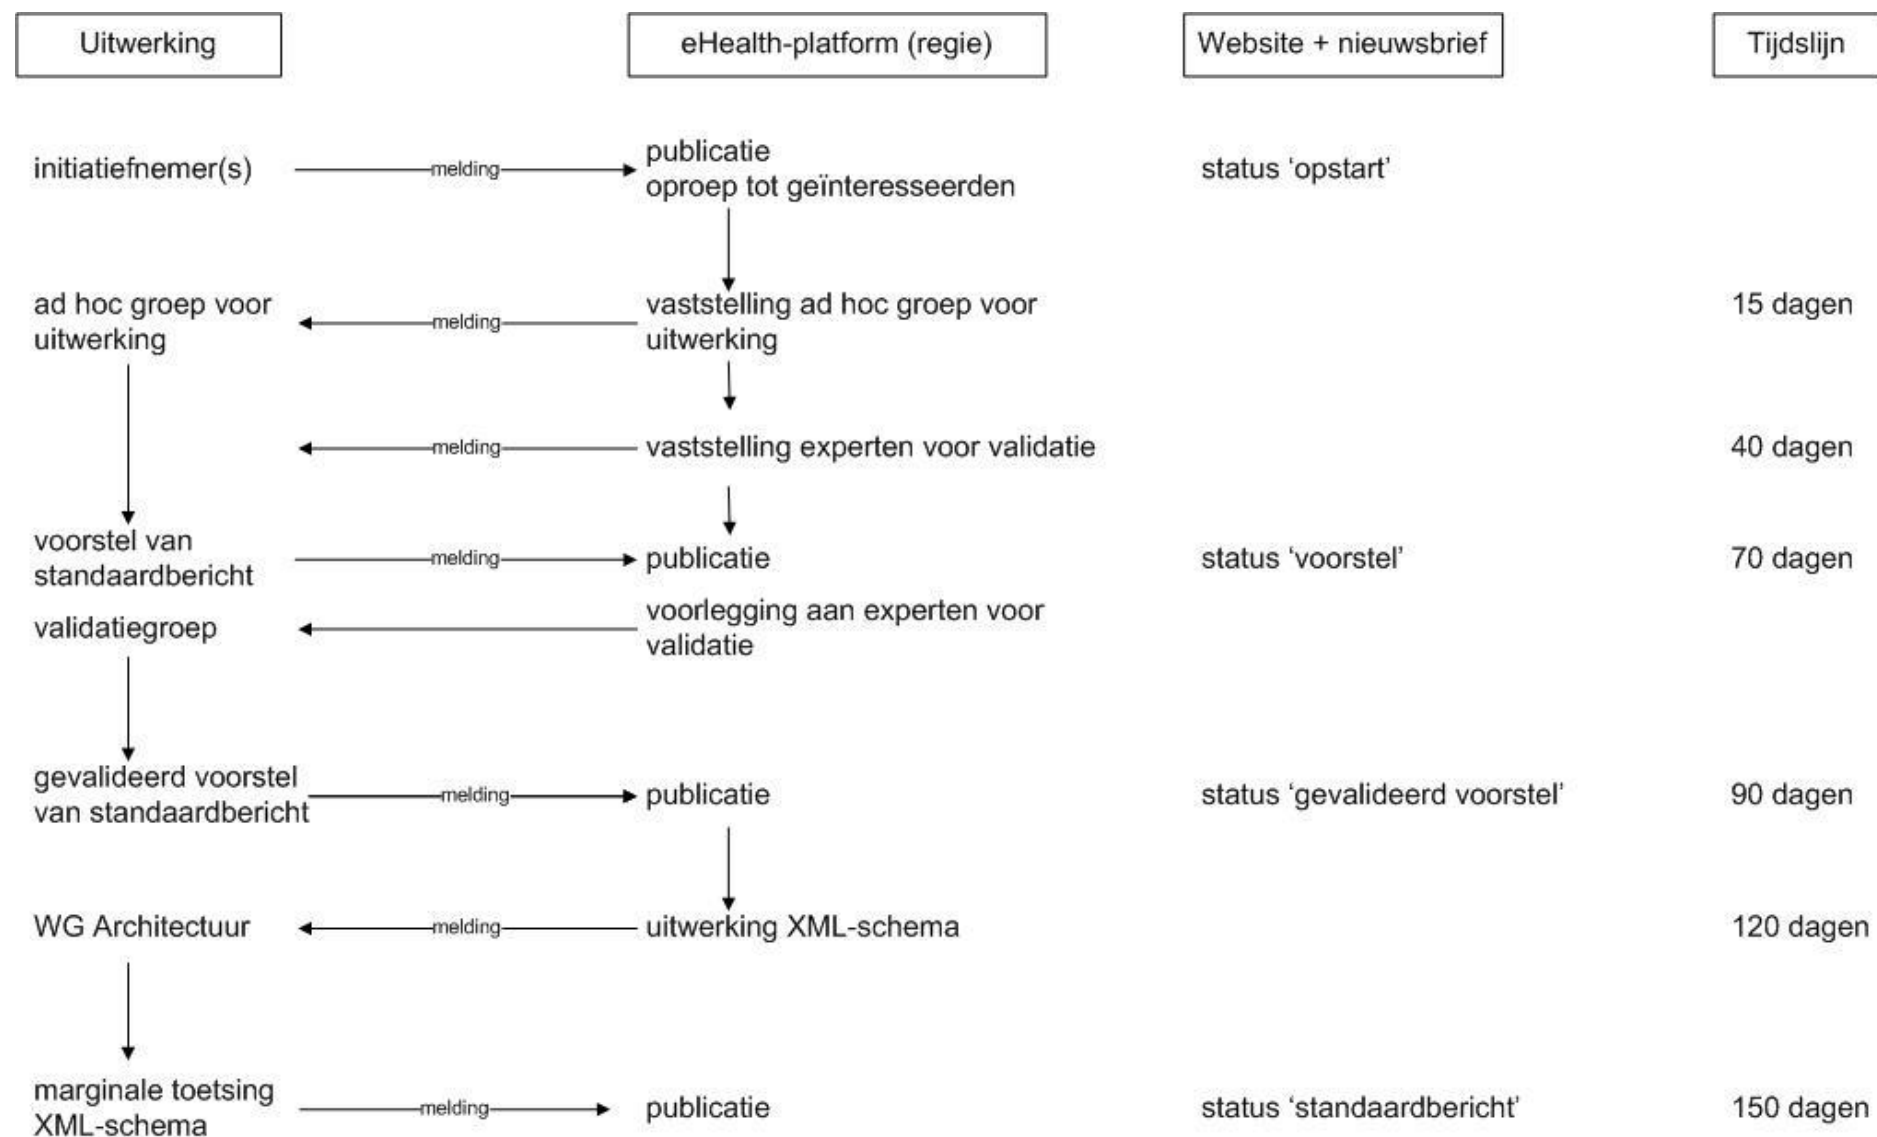 Uitwerking
eHealth-platform (regie)
Website + nieuwsbrief
Tijdslijn
initiatiefnemer(s)
melding
publicatie
oproep tot geïnteresseerden
status ‘opstart’
ad hoc groep voor
uitwerking
melding
vaststelling ad hoc groep voor
uitwerking
15 dagen
melding
vaststelling experten voor validatie
40 dagen
voorstel van
standaardbericht
melding
publicatie
status ‘voorstel’
70 dagen
validatiegroep
voorlegging aan experten voor
validatie
gevalideerd voorstel
van standaardbericht
melding
publicatie
status ‘gevalideerd voorstel’
90 dagen
WG Architectuur
melding
uitwerking XML-schema
120 dagen
marginale toetsing
XML-schema
melding
publicatie
status ‘standaardbericht’
150 dagen